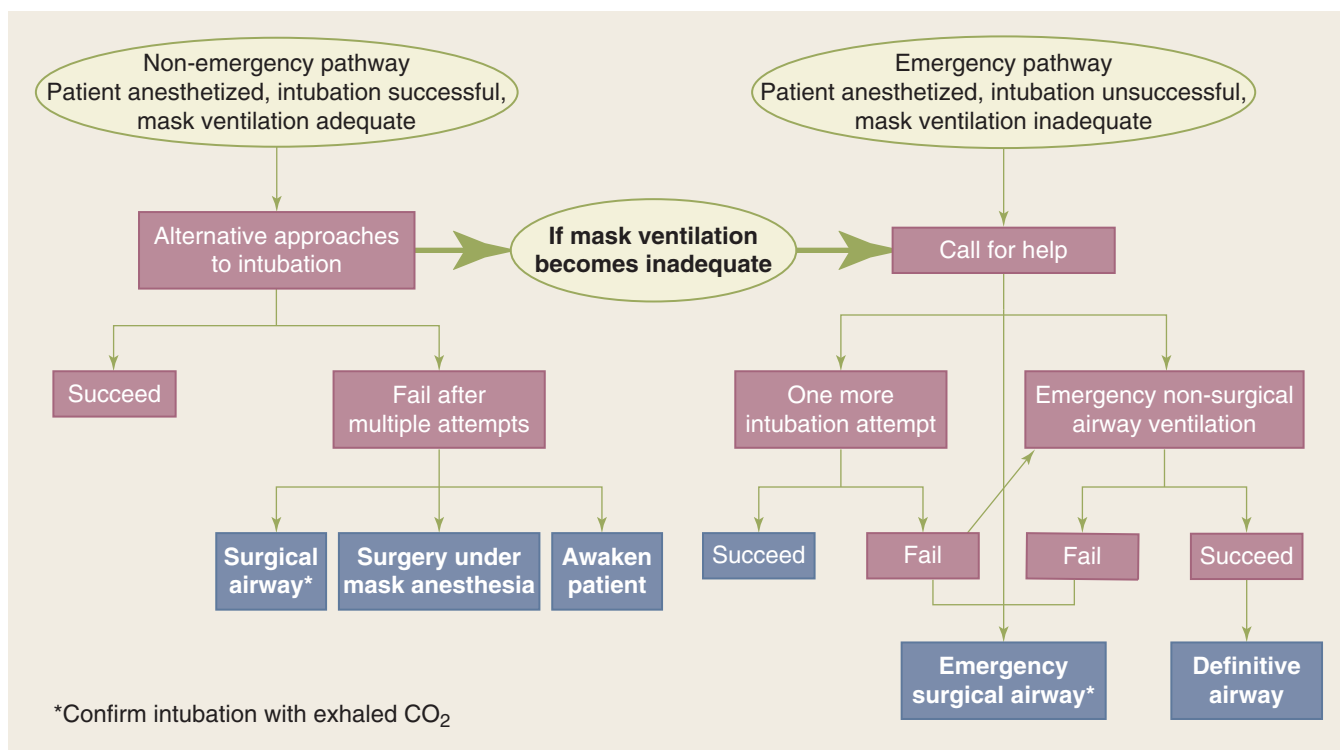 Non-emergency pathway
Patient anesthetized, intubation successful,
mask ventilation adequate
Emergency pathway
Patient anesthetized, intubation unsuccessful,
mask ventilation inadequate
Alternative approaches
to intubation
If mask ventilation
becomes inadequate
Call for help
Succeed
Fail after
multiple attempts
One more
intubation attempt
Emergency non-surgical
airway ventilation
Surgical
airway*
Surgery under
mask anesthesia
Awaken
patient
Succeed
Fail
Fail
Succeed
Emergency
surgical airway*
Definitive
airway
*Confirm intubation with exhaled CO₂